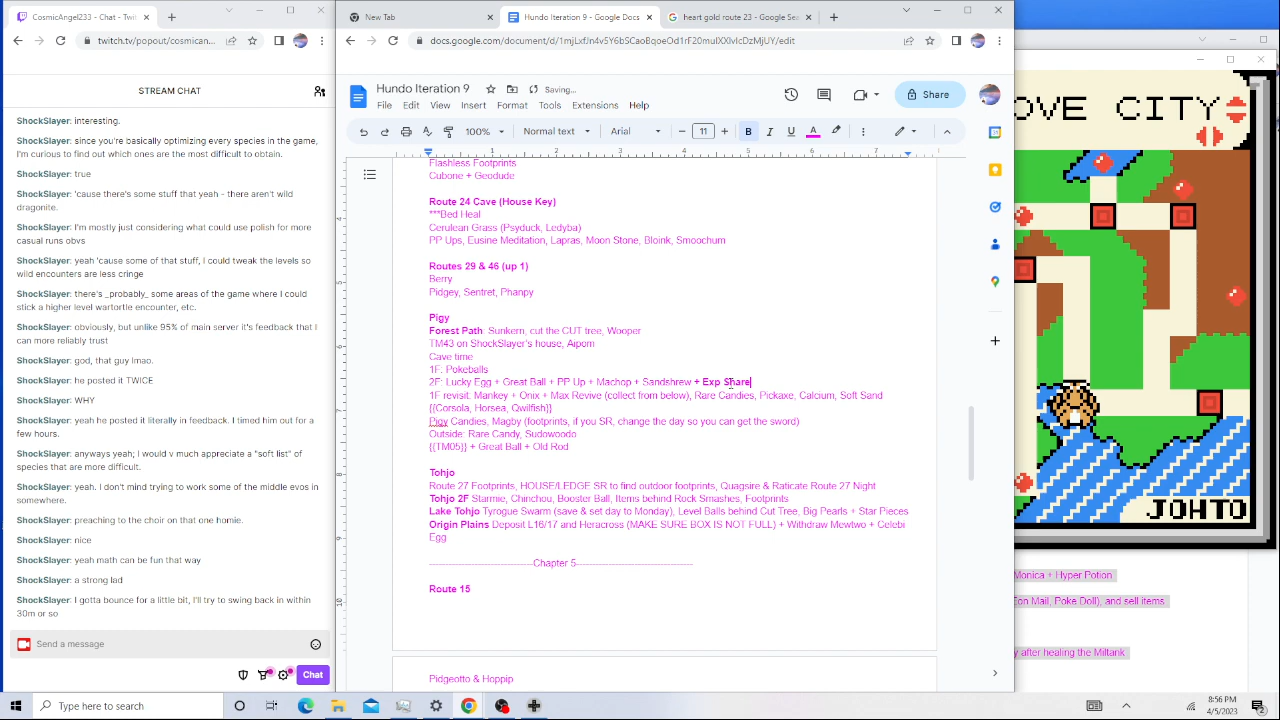 CosmicAngel233 - Chat - Twi
New Tab
Hundo Iteration 9 - Google Docs
heart gold route 23 - Google Sea
twitch.tv/popout/cosmican...
docs.google.com/document/d/1mjLxfJn4v5Y6bSCaoBqoeOd1rF20mulXXlvIcDzMjUY/edit
STREAM CHAT
ShockSlayer: interesting.
ShockSlayer: since you're basically optimizing every species in the game,
I'm curious to find out which ones are the most difficult to obtain.
ShockSlayer: true
ShockSlayer: 'cause there's some stuff that yeah - there aren't wild
dragonite.
ShockSlayer: I'm mostly just considering what could use polish for more
casual runs obvs
ShockSlayer: yeah 'cause some of that stuff, I could tweak the levels so
wild encounters are less cringe
ShockSlayer: there's _probably_ some areas of the game where I could
stick a higher level wartortle encounter, etc.
ShockSlayer: obviously, but unlike 95% of main server it's feedback that I
can more reliably trust
ShockSlayer: god, that guy lmao.
ShockSlayer: he posted it TWICE
ShockSlayer: WHY
ShockSlayer: yeah he posted it literally in feedback. I timed him out for a
few hours.
ShockSlayer: anyways yeah; I would v much appreciate a "soft list" of
species that are more difficult.
ShockSlayer: yeah. I don't mind trying to work some of the middle evos in
somewhere.
ShockSlayer: preaching to the choir on that one homie.
ShockSlayer: nice
ShockSlayer: yeah math can be fun that way
ShockSlayer: a strong lad
ShockSlayer: I gotta bounce for a little bit, I'll try to swing back in within
30m or so
Send a message
Chat
Hundo Iteration 9
Saving...
File Edit View Insert Format Tools Extensions Help
Share
100% Normal text Arial 11
Flashless Footprints
Cubone + Geodude
Route 24 Cave (House Key)
***Bed Heal
Cerulean Grass (Psyduck, Ledyba)
PP Ups, Eusine Meditation, Lapras, Moon Stone, Bloink, Smoochum
Routes 29 & 46 (up 1)
Berry
Pidgey, Sentret, Phanpy
Pigy
Forest Path: Sunkern, cut the CUT tree, Wooper
TM43 on ShockSlayer's house, Aipom
Cave time
1F: Pokeballs
2F: Lucky Egg + Great Ball + PP Up + Machop + Sandshrew + Exp Share
1F revisit: Mankey + Onix + Max Revive (collect from below), Rare Candies, Pickaxe, Calcium, Soft Sand
{{Corsola, Horsea, Qwilfish}}
Pigy Candies, Magby (footprints, if you SR, change the day so you can get the sword)
Outside: Rare Candy, Sudowoodo
{{TM05}} + Great Ball + Old Rod
Tohjo
Route 27 Footprints, HOUSE/LEDGE SR to find outdoor footprints, Quagsire & Raticate Route 27 Night
Tohjo 2F Starmie, Chinchou, Booster Ball, Items behind Rock Smashes, Footprints
Lake Tohjo Tyrogue Swarm (save & set day to Monday), Level Balls behind Cut Tree, Big Pearls + Star Pieces
Origin Plains Deposit L16/17 and Heracross (MAKE SURE BOX IS NOT FULL) + Withdraw Mewtwo + Celebi
Egg
Chapter 5
Route 15
Pidgeotto & Hoppip
OVE CITY
JOHTO
Monica + Hyper Potion
Eon Mail, Poke Doll), and sell items
y after healing the Miltank
Type here to search
8:56 PM
4/5/2023